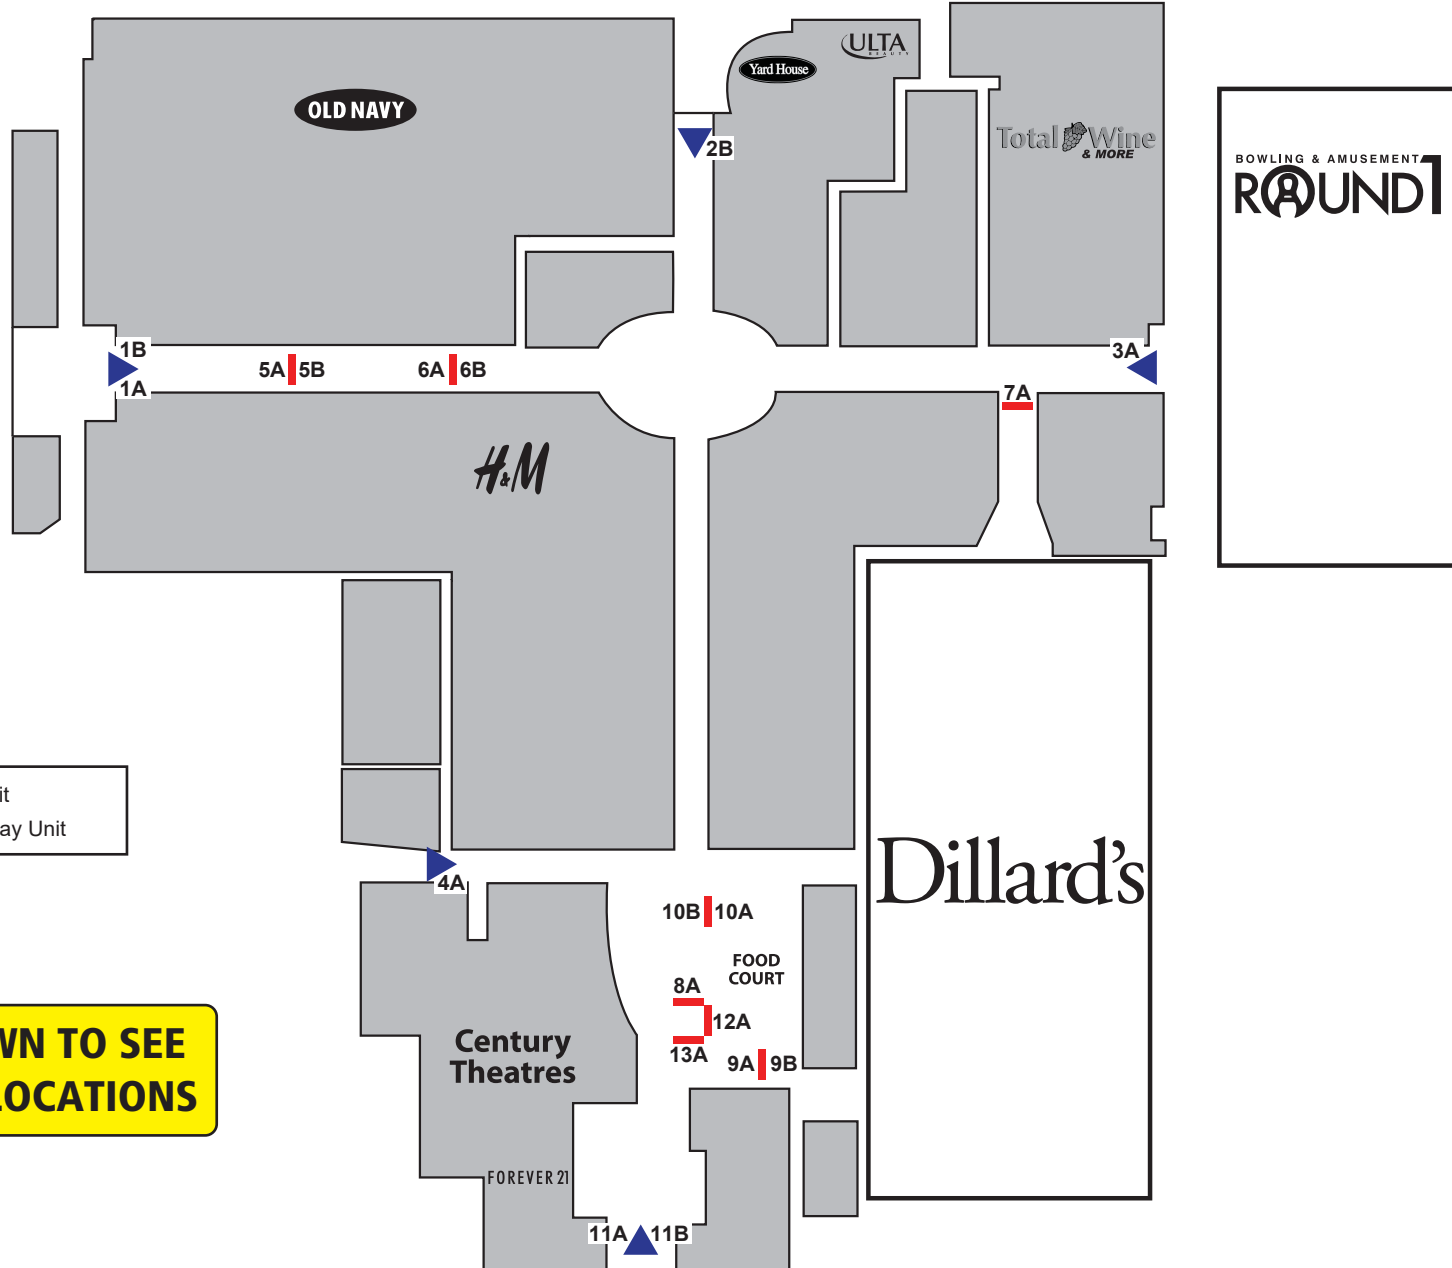 ULTA
BEAUTY
Yard House
OLD NAVY
Total Wine
& MORE
2B
BOWLING & AMUSEMENT
ROUND1
1B
1A
5A 5B
6A 6B
3A
7A
H&M
it
ay Unit
Dillard's
4A
10B 10A
FOOD
COURT
8A
12A
13A
9A 9B
Century
Theatres
WN TO SEE
LOCATIONS
FOREVER 21
11A 11B